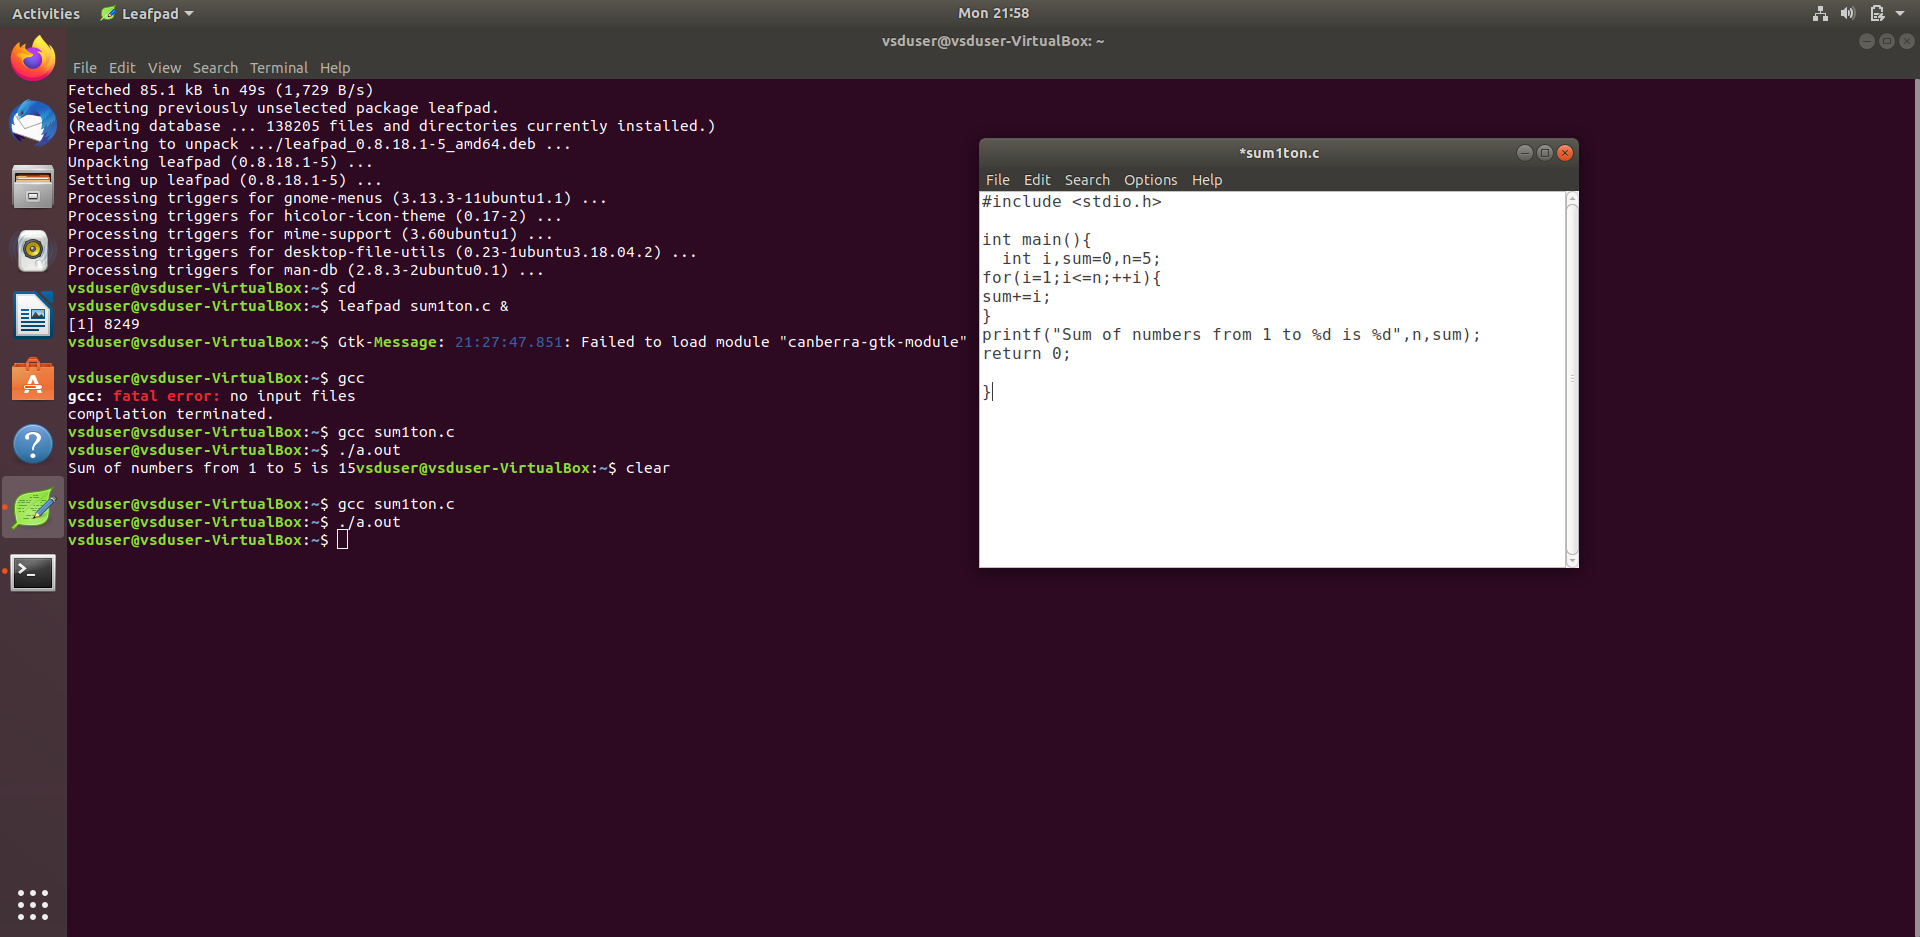 Activities Leafpad Mon 21:58
vsduser@vsduser-VirtualBox: ~
File Edit View Search Terminal Help
Fetched 85.1 kB in 49s (1,729 B/s)
Selecting previously unselected package leafpad.
(Reading database ... 138205 files and directories currently installed.)
Preparing to unpack .../leafpad_0.8.18.1-5_amd64.deb ...
Unpacking leafpad (0.8.18.1-5) ...
Setting up leafpad (0.8.18.1-5) ...
Processing triggers for gnome-menus (3.13.3-11ubuntu1.1) ...
Processing triggers for hicolor-icon-theme (0.17-2) ...
Processing triggers for mime-support (3.60ubuntu1) ...
Processing triggers for desktop-file-utils (0.23-1ubuntu3.18.04.2) ...
Processing triggers for man-db (2.8.3-2ubuntu0.1) ...
vsduser@vsduser-VirtualBox:~$ cd
vsduser@vsduser-VirtualBox:~$ leafpad sum1ton.c &
[1] 8249
vsduser@vsduser-VirtualBox:~$ Gtk-Message: 21:27:47.851: Failed to load module "canberra-gtk-module"
vsduser@vsduser-VirtualBox:~$ gcc
gcc: fatal error: no input files
compilation terminated.
vsduser@vsduser-VirtualBox:~$ gcc sum1ton.c
vsduser@vsduser-VirtualBox:~$ ./a.out
Sum of numbers from 1 to 5 is 15vsduser@vsduser-VirtualBox:~$ clear
vsduser@vsduser-VirtualBox:~$ gcc sum1ton.c
vsduser@vsduser-VirtualBox:~$ ./a.out
vsduser@vsduser-VirtualBox:~$
*sum1ton.c
File Edit Search Options Help
#include <stdio.h>
int main(){
int i,sum=0,n=5;
for(i=1;i<=n;++i){
sum+=i;
}
printf("Sum of numbers from 1 to %d is %d",n,sum);
return 0;
}